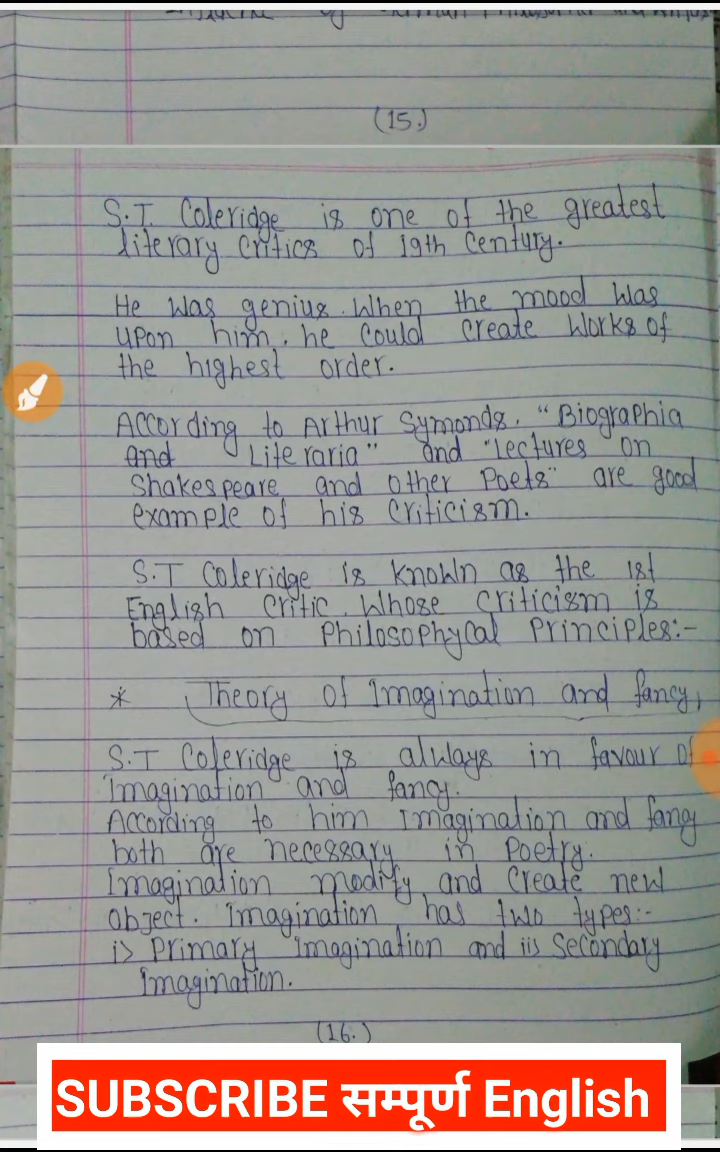 (15.)
S.T. Coleridge is one of the greatest
literary critics of 19th Century.
He was genius. When the mood was
upon him. he could create works of
the highest order.
According to Arthur Symonds. "Biographia
and Literaria" and "lectures on
Shakespeare and other Poets" are good
example of his Criticism.
S.T Coleridge is known as the 1st
English critic. Whose criticism is
based on Philosophycal Principles:-
* Theory of Imagination and fancy,
S.T Coleridge is always in favour of
Imagination and fancy.
According to him Imagination and fancy
both are necessary in Poetry.
Imagination modify and create new
object. Imagination has two types:-
i> Primary Imagination and ii> Secondary
Imagination.
(16.)
SUBSCRIBE सम्पूर्ण English